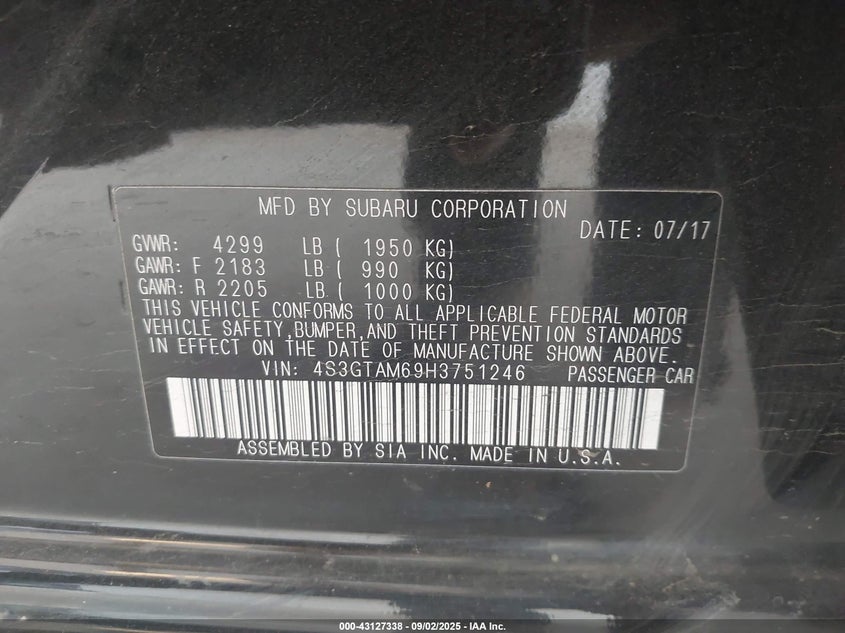 MFD BY SUBARU CORPORATION
DATE: 07/17
GVWR: 4299 LB ( 1950 KG)
GAWR: F 2183 LB ( 990 KG)
GAWR: R 2205 LB ( 1000 KG)
THIS VEHICLE CONFORMS TO ALL APPLICABLE FEDERAL MOTOR
VEHICLE SAFETY,BUMPER,AND THEFT PREVENTION STANDARDS
IN EFFECT ON THE DATE OF MANUFACTURE SHOWN ABOVE.
VIN: 4S3GTAM69H3751246 PASSENGER CAR
ASSEMBLED BY SIA INC. MADE IN U.S.A.
000-43127338 - 09/02/2025 - IAA Inc.